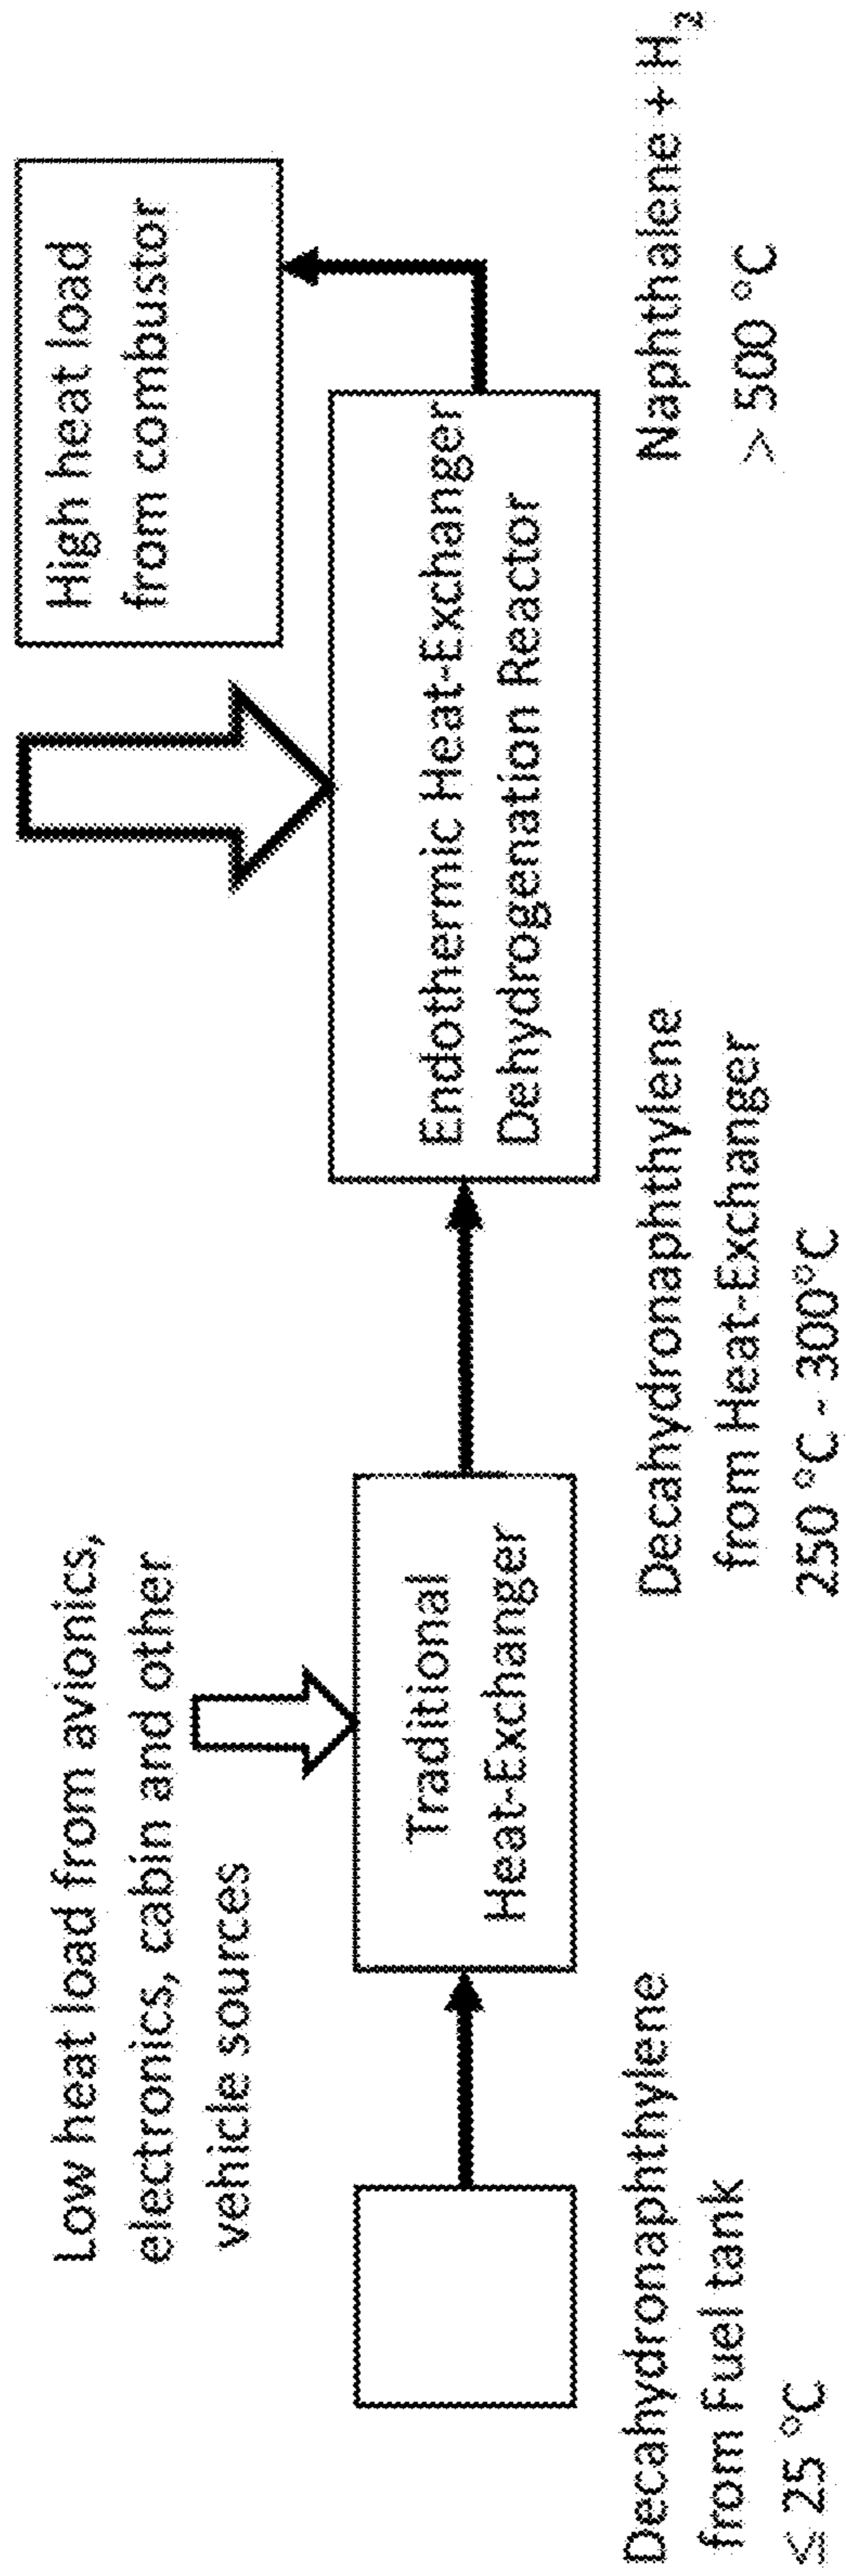 Low heat load from avionics,
electronics, cabin and other
vehicle sources
High heat load
from combustor
Traditional
Heat-Exchanger
Endothermic Heat-Exchanger
Dehydrogenation Reactor
Decahydronaphthylene
from Fuel tank
≤ 25 °C
Decahydronaphthylene
from Heat-Exchanger
250 °C - 300°C
Naphthalene + H₂
> 500 °C